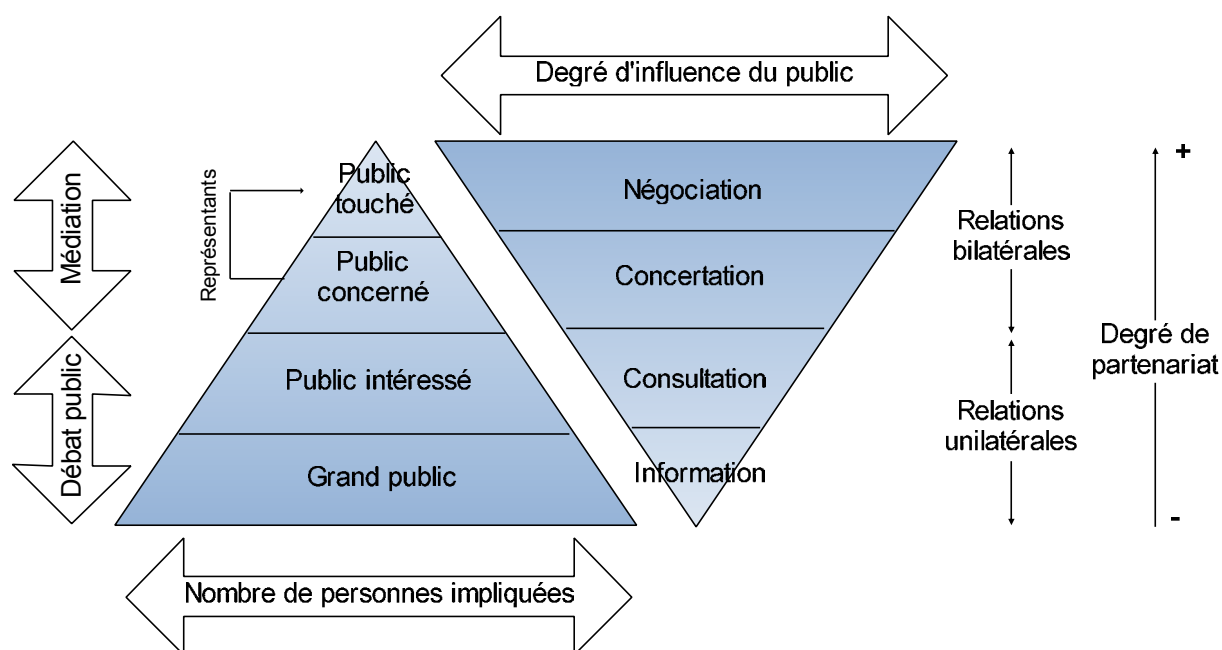 Degré d'influence du public
Médiation
Débat public
Représentants
Public
touché
Public
concerné
Public intéressé
Grand public
Négociation
Concertation
Consultation
Information
Relations
bilatérales
Relations
unilatérales
+
Degré de
partenariat
-
Nombre de personnes impliquées